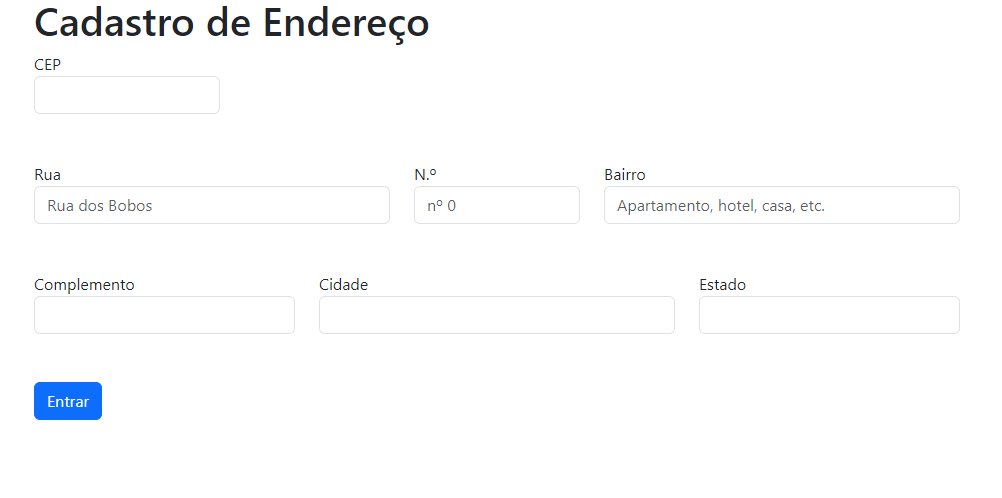 Cadastro de Endereço
CEP
Rua N.º Bairro
Rua dos Bobos nº 0 Apartamento, hotel, casa, etc.
Complemento Cidade Estado
Entrar